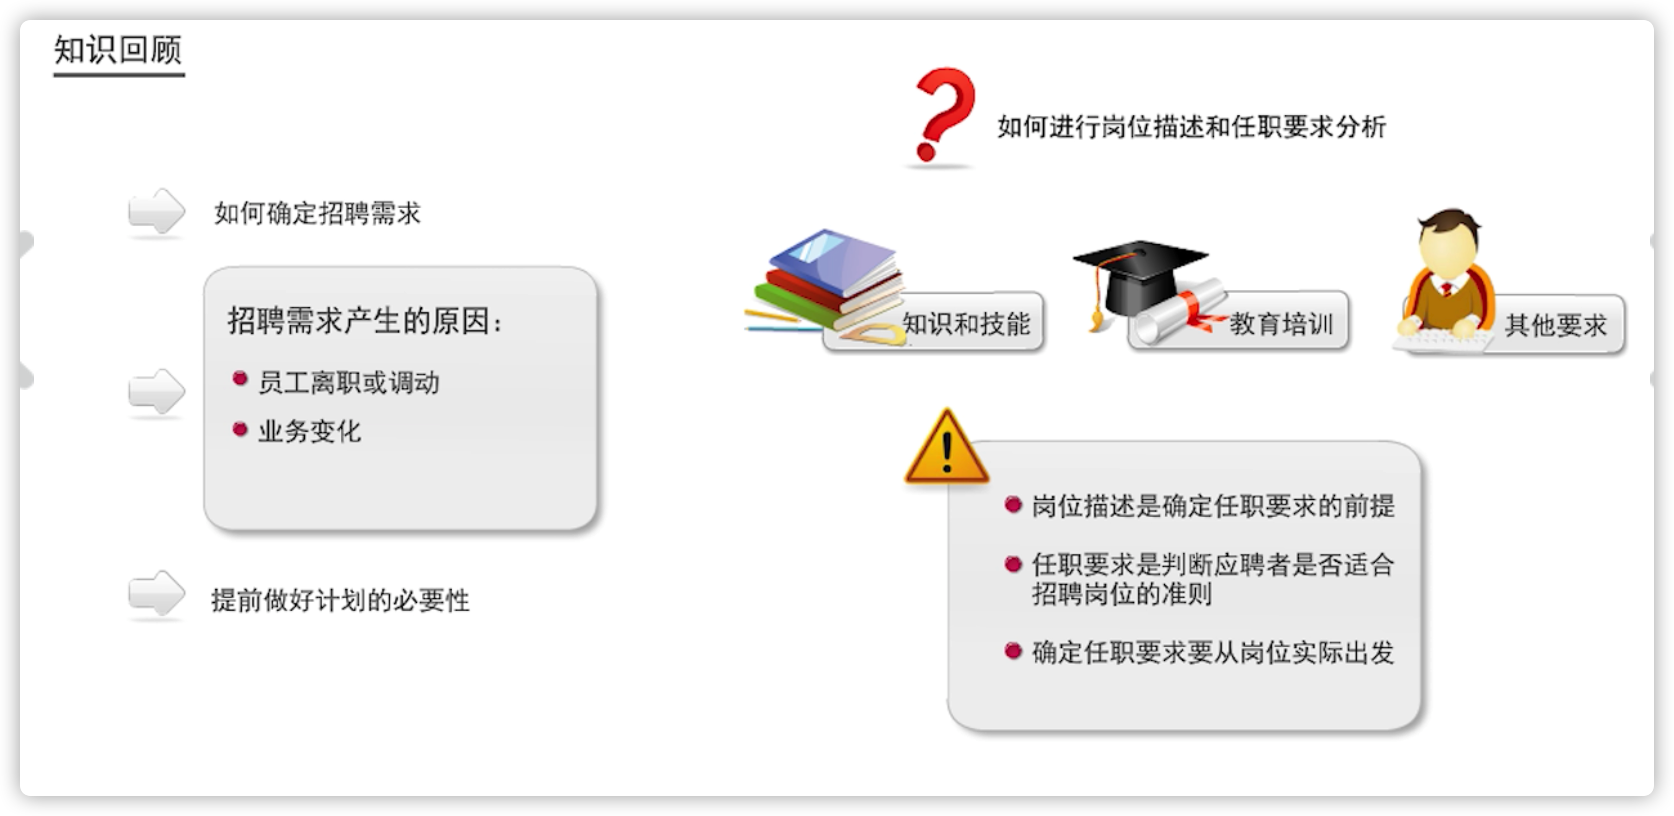 知识回顾
如何确定招聘需求
招聘需求产生的原因：
员工离职或调动
业务变化
提前做好计划的必要性
如何进行岗位描述和任职要求分析
知识和技能
教育培训
其他要求
岗位描述是确定任职要求的前提
任职要求是判断应聘者是否适合
招聘岗位的准则
确定任职要求要从岗位实际出发